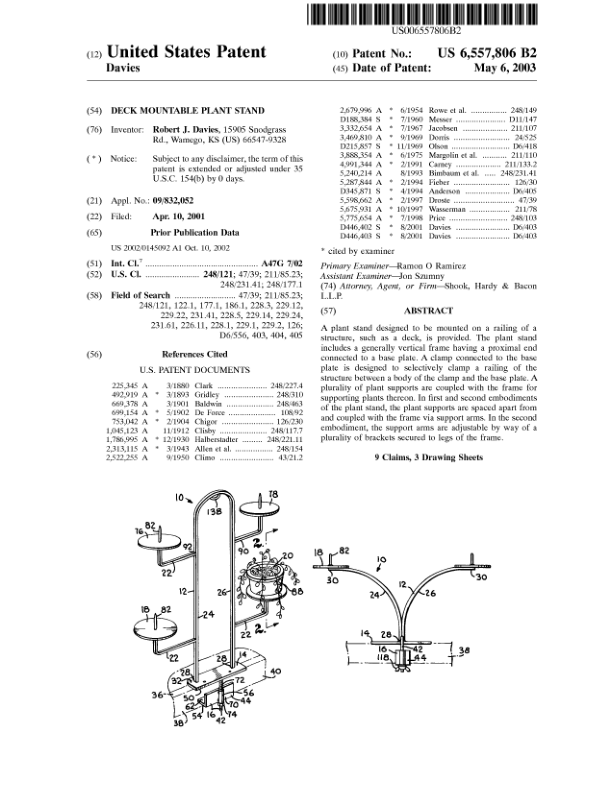 US006557806B2
(12) United States Patent
Davies
(10) Patent No.: US 6,557,806 B2
(45) Date of Patent: May 6, 2003
(54) DECK MOUNTABLE PLANT STAND
(76) Inventor: Robert J. Davies, 15905 Snodgrass
Rd., Wamego, KS (US) 66547-9328
( * ) Notice: Subject to any disclaimer, the term of this
patent is extended or adjusted under 35
U.S.C. 154(b) by 0 days.
(21) Appl. No.: 09/832,052
(22) Filed: Apr. 10, 2001
(65) Prior Publication Data
US 2002/0145092 A1 Oct. 10, 2002
(51) Int. Cl.7 ............................................. A47G 7/02
(52) U.S. Cl. ...................... 248/121; 47/39; 211/85.23;
248/231.41; 248/177.1
(58) Field of Search ........................ 47/39; 211/85.23;
248/121, 122.1, 177.1, 186.1, 228.3, 229.12,
229.22, 231.41, 228.5, 229.14, 229.24,
231.61, 226.11, 228.1, 229.1, 229.2, 126;
D6/556, 403, 404, 405
(56) References Cited
U.S. PATENT DOCUMENTS
225,345 A 3/1880 Clark ................... 248/227.4
492,919 A * 3/1893 Gridley ................... 248/310
669,378 A 3/1901 Baldwin ................... 248/463
699,154 A * 5/1902 De Force ................... 108/92
753,042 A * 2/1904 Chigor ................... 126/230
1,045,123 A 11/1912 Clisby ................... 248/117.7
1,786,995 A * 12/1930 Halberstadter ......... 248/221.11
2,313,115 A * 3/1943 Allen et al. .............. 248/154
2,522,255 A 9/1950 Climo ........................ 43/21.2
2,679,996 A * 6/1954 Rowe et al. ................ 248/149
D188,384 S * 7/1960 Messer ...................... D11/147
3,332,654 A * 7/1967 Jacobsen ................... 211/107
3,469,810 A * 9/1969 Dorris ........................ 24/525
D215,857 S * 11/1969 Olson ........................ D6/418
3,888,354 A * 6/1975 Margolin et al. .......... 211/110
4,991,344 A * 2/1991 Carney .................... 211/133.2
5,240,214 A 8/1993 Birnbaum et al. ..... 248/231.41
5,287,844 A * 2/1994 Fieber ........................ 126/30
D345,871 S * 4/1994 Anderson ................... D6/405
5,598,662 A * 2/1997 Droste ........................ 47/39
5,675,931 A * 10/1997 Wasserman ................ 211/78
5,775,654 A * 7/1998 Price ........................ 248/103
D446,402 S * 8/2001 Davies ...................... D6/403
D446,403 S * 8/2001 Davies ...................... D6/403
* cited by examiner
Primary Examiner—Ramon O Ramirez
Assistant Examiner—Jon Szumny
(74) Attorney, Agent, or Firm—Shook, Hardy & Bacon
L.L.P.
(57) ABSTRACT
A plant stand designed to be mounted on a railing of a
structure, such as a deck, is provided. The plant stand
includes a generally vertical frame having a proximal end
connected to a base plate. A clamp connected to the base
plate is designed to selectively clamp a railing of the
structure between a body of the clamp and the base plate. A
plurality of plant supports are coupled with the frame for
supporting plants thereon. In first and second embodiments
of the plant stand, the plant supports are spaced apart from
and coupled with the frame via support arms. In the second
embodiment, the support arms are adjustable by way of a
plurality of brackets secured to legs of the frame.
9 Claims, 3 Drawing Sheets
10 138 78
82
76
92 90 2.
22 20
12 26 88
18 82
24
22 22 2.
28 28 14
32 72 40
36 50 56
62 44
54 16 70
38 42 74
18 82
30 10 30
12
24 26
14 28
16 42 38
118 44